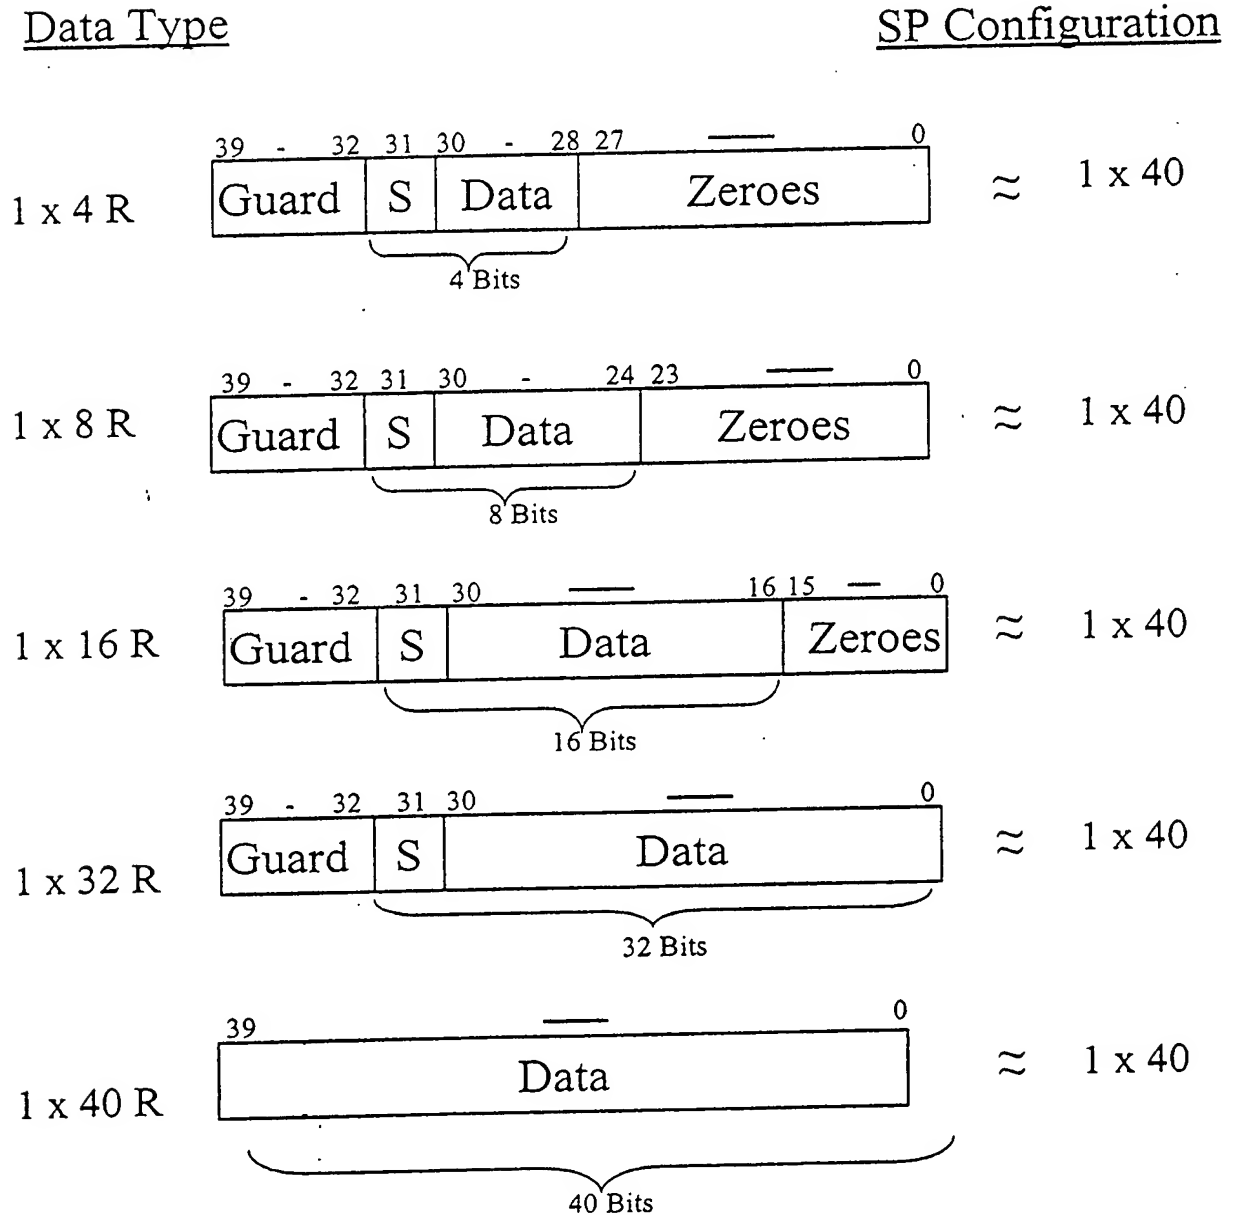 Data Type SP Configuration
39 - 32 31 30 - 28 27 — 0
1 x 4 R Guard S Data Zeroes ≈ 1 x 40
4 Bits
39 - 32 31 30 - 24 23 — 0
1 x 8 R Guard S Data Zeroes ≈ 1 x 40
8 Bits
39 - 32 31 30 — 16 15 — 0
1 x 16 R Guard S Data Zeroes ≈ 1 x 40
16 Bits
39 - 32 31 30 — 0
1 x 32 R Guard S Data ≈ 1 x 40
32 Bits
39 — 0
1 x 40 R Data ≈ 1 x 40
40 Bits